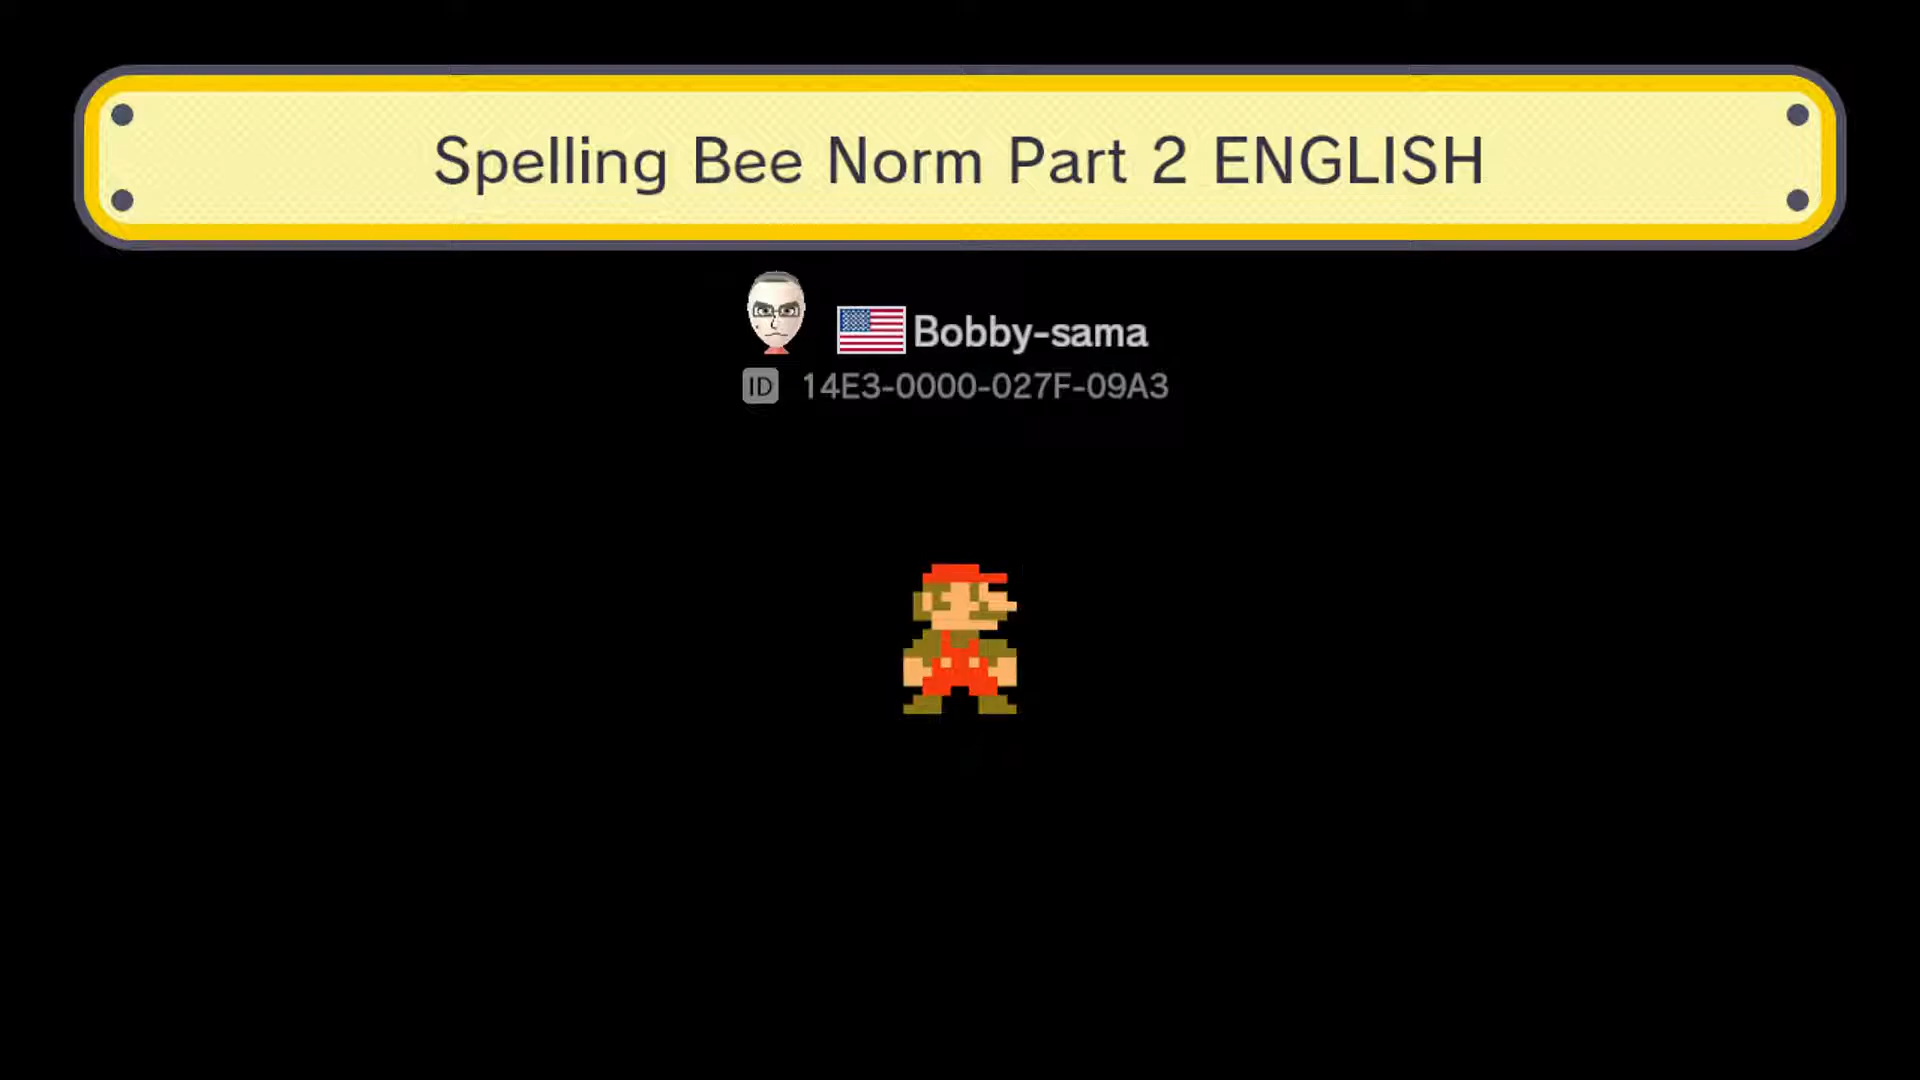 Spelling Bee Norm Part 2 ENGLISH
Bobby-sama
ID 14E3-0000-027F-09A3